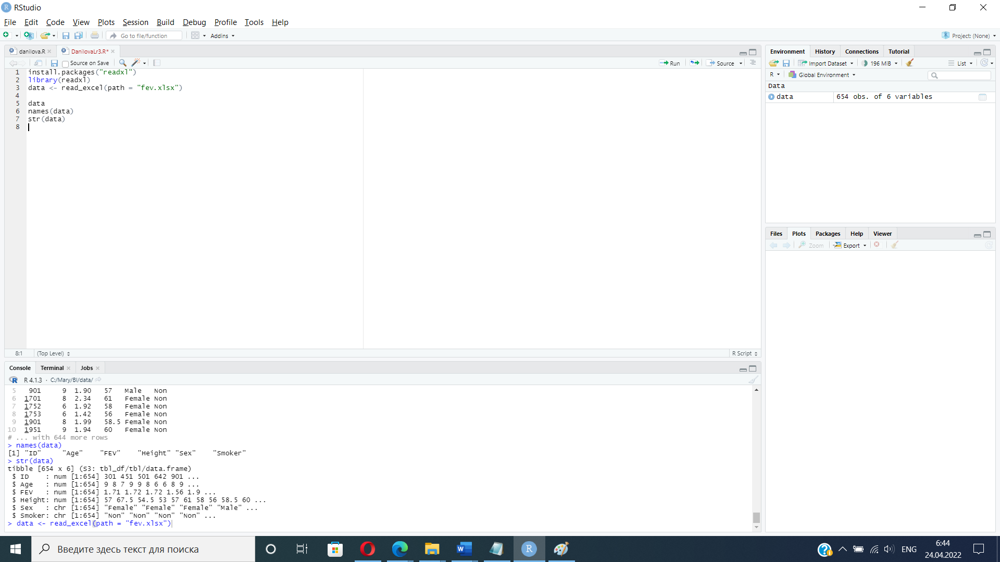 RStudio
File Edit Code View Plots Session Build Debug Profile Tools Help
Go to file/function Addins Project: (None)
danilova.R DanilovaLr3.R*
Source on Save Run Source
1 install.packages("readxl")
2 library(readxl)
3 data <- read_excel(path = "fev.xlsx")
4
5 data
6 names(data)
7 str(data)
8
8:1 (Top Level) R Script
Console Terminal Jobs
R 4.1.3 · C:/Mary/BI/data/
5 901 9 1.90 57 Male Non
6 1701 8 2.34 61 Female Non
7 1752 6 1.92 58 Female Non
8 1753 6 1.42 56 Female Non
9 1901 8 1.99 58.5 Female Non
10 1951 9 1.94 60 Female Non
# ... with 644 more rows
> names(data)
[1] "ID" "Age" "FEV" "Height" "Sex" "Smoker"
> str(data)
tibble [654 x 6] (S3: tbl_df/tbl/data.frame)
$ ID : num [1:654] 301 451 501 642 901 ...
$ Age : num [1:654] 9 8 7 9 9 8 6 6 8 9 ...
$ FEV : num [1:654] 1.71 1.72 1.72 1.56 1.9 ...
$ Height: num [1:654] 57 67.5 54.5 53 57 61 58 56 58.5 60 ...
$ Sex : chr [1:654] "Female" "Female" "Female" "Male" ...
$ Smoker: chr [1:654] "Non" "Non" "Non" "Non" ...
> data <- read_excel(path = "fev.xlsx")
Environment History Connections Tutorial
Import Dataset 196 MiB List
R Global Environment
Data
data 654 obs. of 6 variables
Files Plots Packages Help Viewer
Zoom Export
Введите здесь текст для поиска
ENG
6:44
24.04.2022